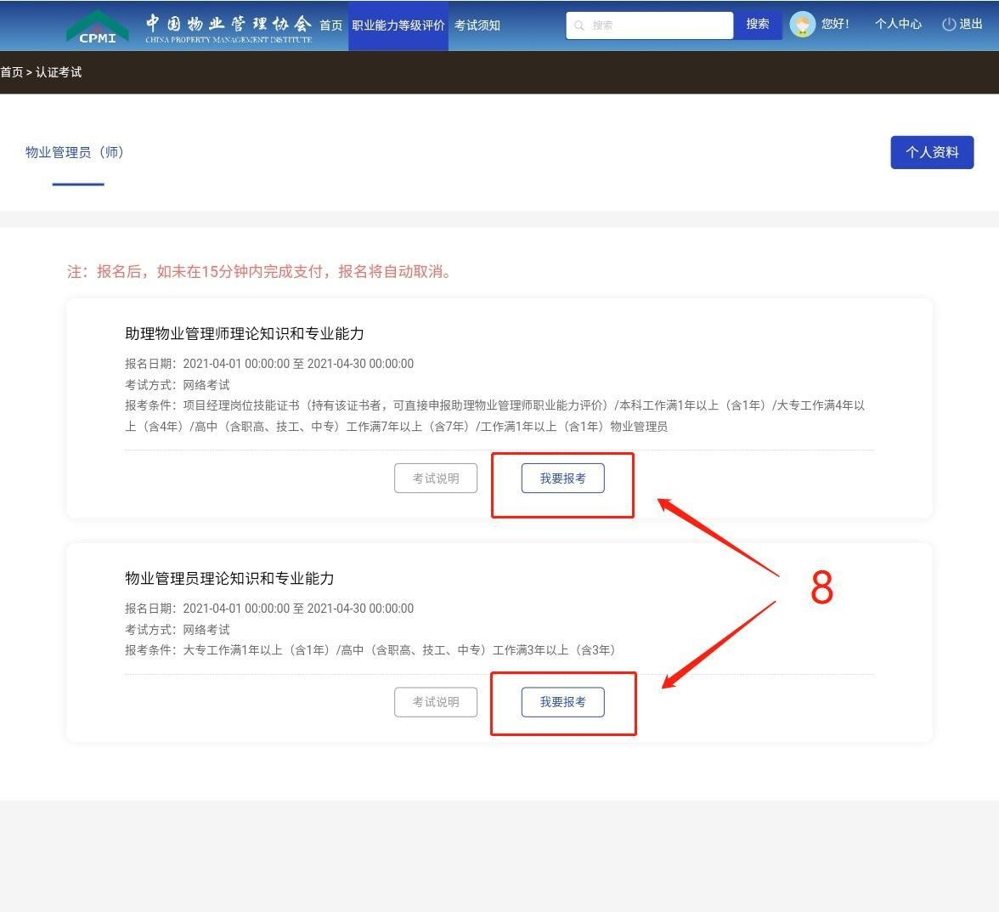 CPMI
中国物业管理协会
CHINA PROPERTY MANAGEMENT INSTITUTE
首页
职业能力等级评价
考试须知
搜索
搜索
您好！
个人中心
退出
首页 > 认证考试
物业管理员（师）
个人资料
注：报名后，如未在15分钟内完成支付，报名将自动取消。
助理物业管理师理论知识和专业能力
报名日期：2021-04-01 00:00:00 至 2021-04-30 00:00:00
考试方式：网络考试
报考条件：项目经理岗位技能证书（持有该证书者，可直接申报助理物业管理师职业能力评价）/本科工作满1年以上（含1年）/大专工作满4年以
上（含4年）/高中（含职高、技工、中专）工作满7年以上（含7年）/工作满1年以上（含1年）物业管理员
考试说明
我要报考
8
物业管理员理论知识和专业能力
报名日期：2021-04-01 00:00:00 至 2021-04-30 00:00:00
考试方式：网络考试
报考条件：大专工作满1年以上（含1年）/高中（含职高、技工、中专）工作满3年以上（含3年）
考试说明
我要报考